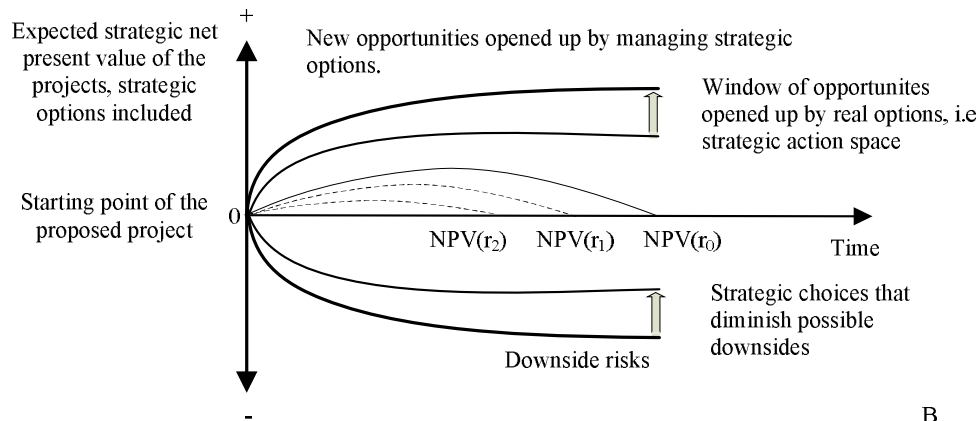 +
Expected strategic net
present value of the
projects, strategic
options included
New opportunities opened up by managing strategic
options.
Window of opportunites
opened up by real options, i.e
strategic action space
Starting point of the
proposed project
0
NPV(r₂)
NPV(r₁)
NPV(r₀)
Time
Strategic choices that
diminish possible
downsides
Downside risks
-
B